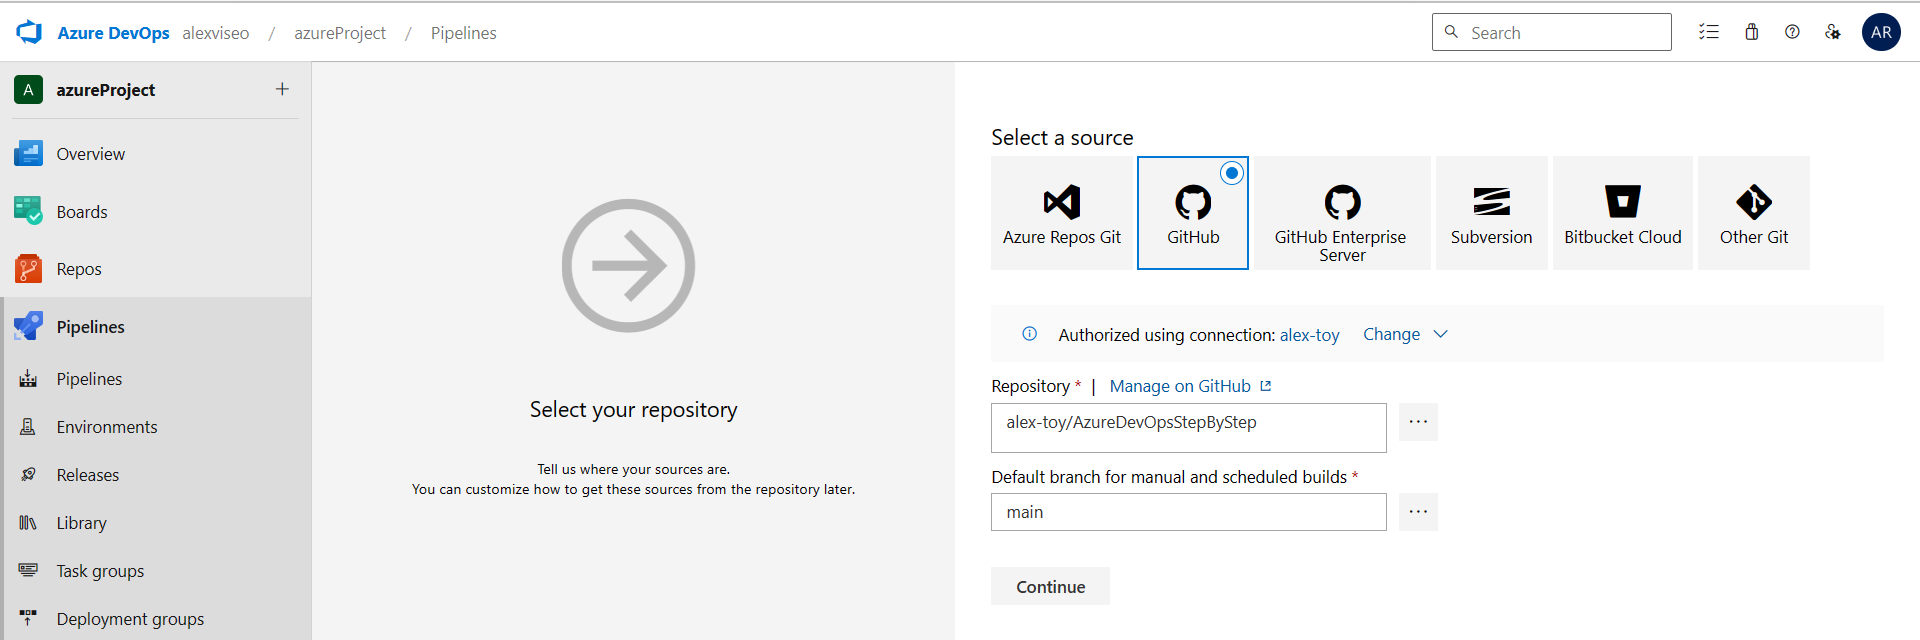 Azure DevOps alexviseo / azureProject / Pipelines
Search
AR
A azureProject +
Overview
Boards
Repos
Pipelines
Pipelines
Environments
Releases
Library
Task groups
Deployment groups
Select your repository
Tell us where your sources are.
You can customize how to get these sources from the repository later.
Select a source
Azure Repos Git
GitHub
GitHub Enterprise
Server
Subversion
Bitbucket Cloud
Other Git
Authorized using connection: alex-toy Change
Repository * | Manage on GitHub
alex-toy/AzureDevOpsStepByStep
...
Default branch for manual and scheduled builds *
main
...
Continue